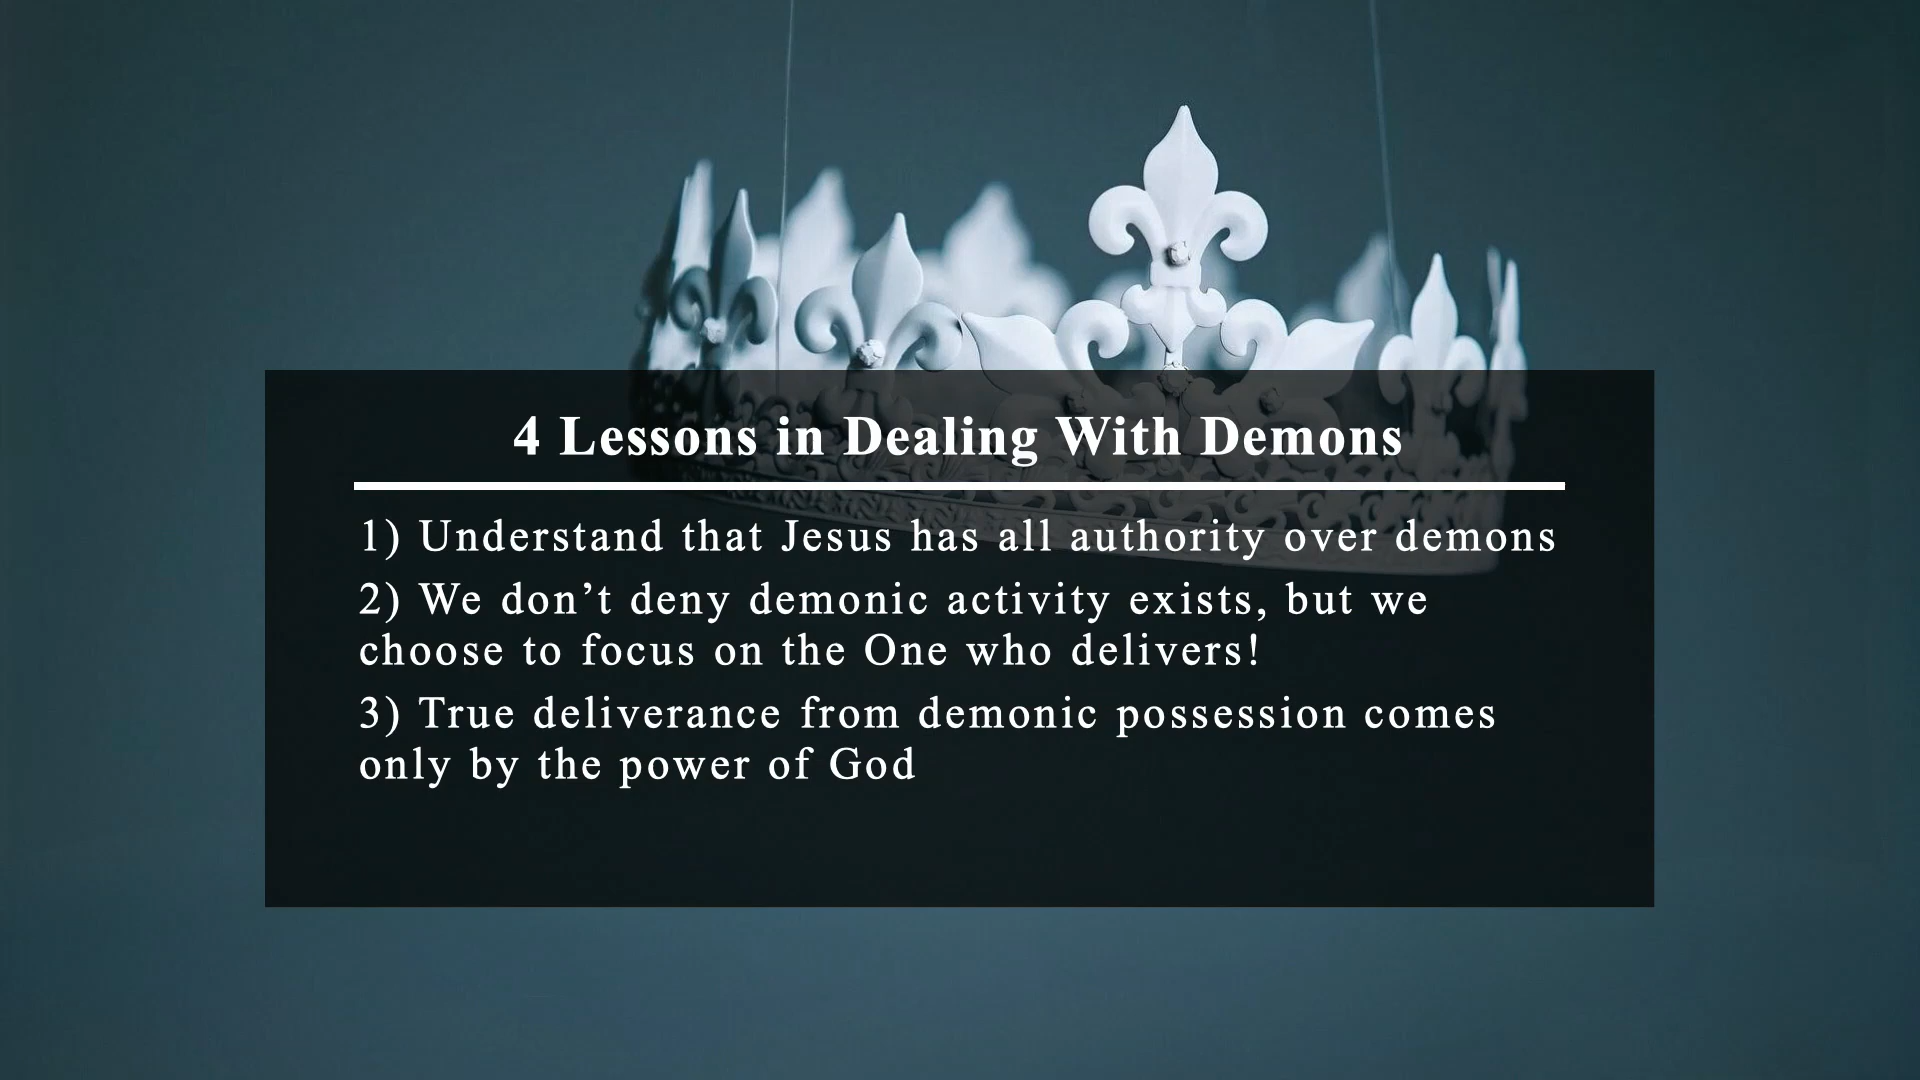 4 Lessons in Dealing With Demons
1) Understand that Jesus has all authority over demons
2) We don’t deny demonic activity exists, but we
choose to focus on the One who delivers!
3) True deliverance from demonic possession comes
only by the power of God